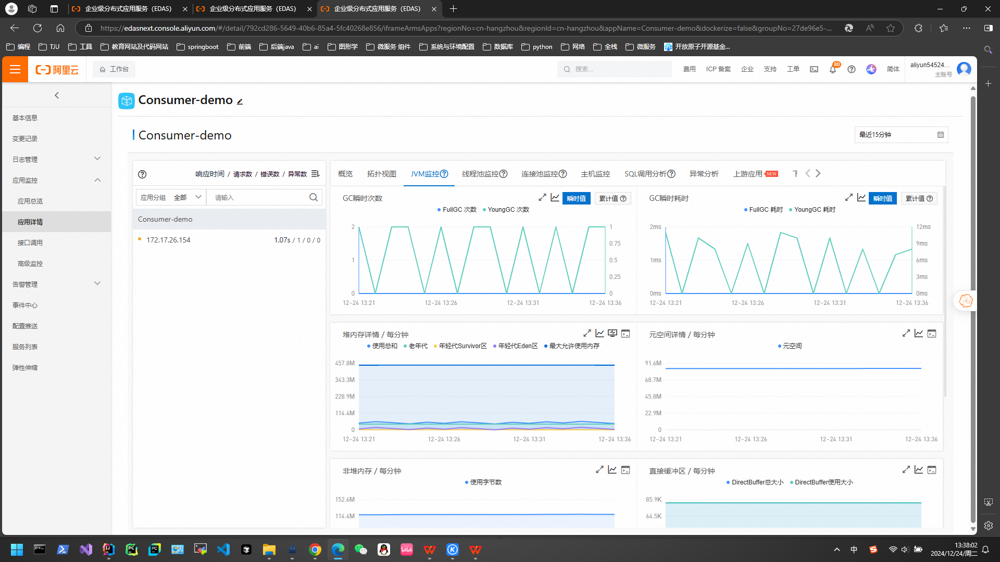 企业级分布式应用服务（EDAS）
企业级分布式应用服务（EDAS）
企业级分布式应用服务（EDAS）
https://edasnext.console.aliyun.com/#/detail/792cd286-5649-40b6-85a4-5fc40268e856/iframeArmsApps?regionNo=cn-hangzhou&regionId=cn-hangzhou&appName=Consumer-demo&dockerize=false&groupNo=27de96e5-...
编程 TJU 工具 教育网站及代码网站 springboot 前端 后端java ai 图形学 微服务 组件 系统与环境配置 数据库 python 网络 全栈 微服务 开放原子开源基金...
阿里云 工作台 搜索... 费用 ICP 备案 企业 支持 工单 80 简体 aliyun54524...
主账号
Consumer-demo
基本信息
变更记录
日志管理
应用监控
应用总览
应用详情
接口调用
高级监控
告警管理
事件中心
配置推送
服务列表
弹性伸缩
Consumer-demo
最近15分钟
响应时间 / 请求数 / 错误数 / 异常数
应用分组 全部 请输入
Consumer-demo
172.17.26.154 1.07s / 1 / 0 / 0
概览 拓扑视图 JVM监控 线程池监控 连接池监控 主机监控 SQL调用分析 异常分析 上游应用 NEW
GC瞬时次数 瞬时值 累计值
FullGC 次数 YoungGC 次数
2 1
0.75
1 0.5
0.25
0 0
12-24 13:21 12-24 13:26 12-24 13:31 12-24 13:36
GC瞬时耗时 瞬时值 累计值
FullGC 耗时 YoungGC 耗时
2ms 12ms
9ms
1ms 6ms
3ms
0ms 0ms
12-24 13:21 12-24 13:26 12-24 13:31 12-24 13:36
堆内存详情 / 每分钟
使用总和 老年代 年轻代Survivor区 年轻代Eden区 最大允许使用内存
457.8M
343.3M
228.9M
114.4M
0
12-24 13:21 12-24 13:26 12-24 13:31 12-24 13:36
元空间详情 / 每分钟
元空间
91.6M
68.7M
45.8M
22.9M
0
12-24 13:21 12-24 13:26 12-24 13:31 12-24 13:36
非堆内存 / 每分钟
使用字节数
152.6M
114.4M
直接缓冲区 / 每分钟
DirectBuffer总大小 DirectBuffer使用大小
85.9K
64.5K
中
13:38:02
2024/12/24/周二